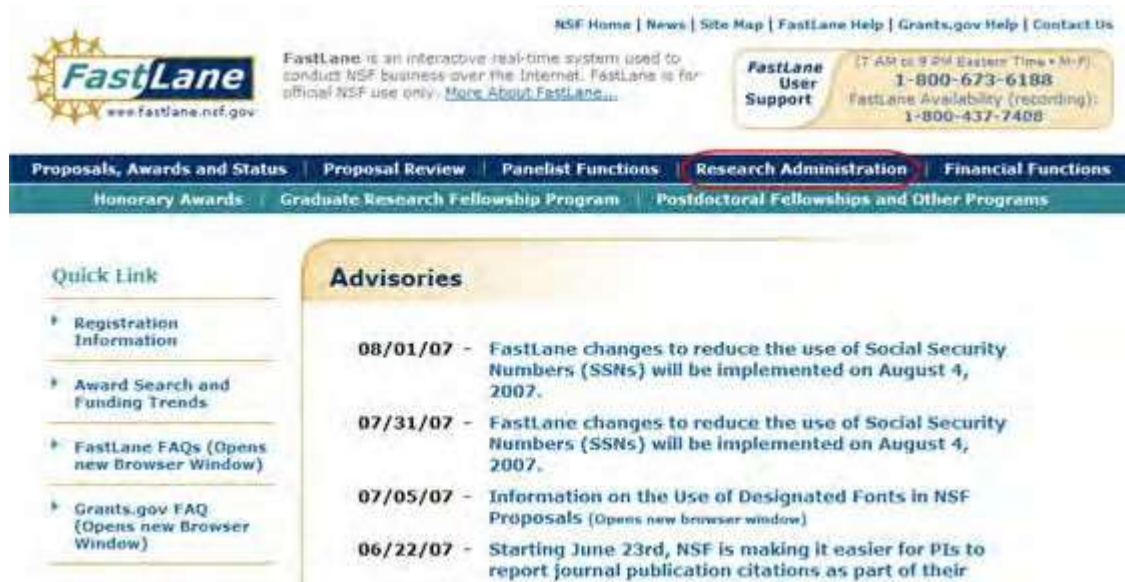 NSF Home | News | Site Map | FastLane Help | Grants.gov Help | Contact Us
FastLane
www.fastlane.nsf.gov
FastLane is an interactive real-time system used to
conduct NSF business over the Internet. FastLane is for
official NSF use only. More About FastLane...
FastLane
User
Support
(7 AM to 9 PM Eastern Time • M-F)
1-800-673-6188
FastLane Availability (recording):
1-800-437-7408
Proposals, Awards and Status | Proposal Review | Panelist Functions | Research Administration | Financial Functions
Honorary Awards | Graduate Research Fellowship Program | Postdoctoral Fellowships and Other Programs
Quick Link
Registration
Information
Award Search and
Funding Trends
FastLane FAQs (Opens
new Browser Window)
Grants.gov FAQ
(Opens new Browser
Window)
Advisories
08/01/07 - FastLane changes to reduce the use of Social Security
Numbers (SSNs) will be implemented on August 4,
2007.
07/31/07 - FastLane changes to reduce the use of Social Security
Numbers (SSNs) will be implemented on August 4,
2007.
07/05/07 - Information on the Use of Designated Fonts in NSF
Proposals (Opens new browser window)
06/22/07 - Starting June 23rd, NSF is making it easier for PIs to
report journal publication citations as part of their